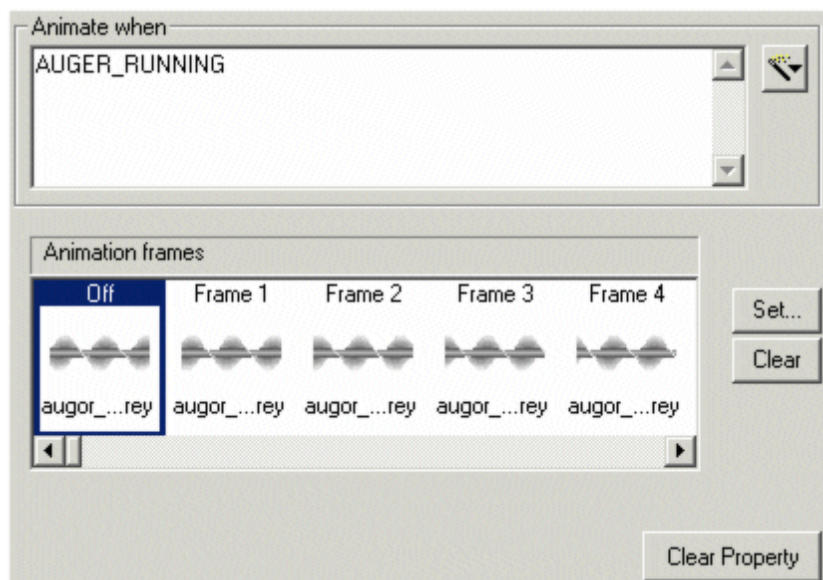 Animate when
AUGER_RUNNING
Animation frames
Off Frame 1 Frame 2 Frame 3 Frame 4
Set...
Clear
augor_...rey augor_...rey augor_...rey augor_...rey augor_...rey
Clear Property